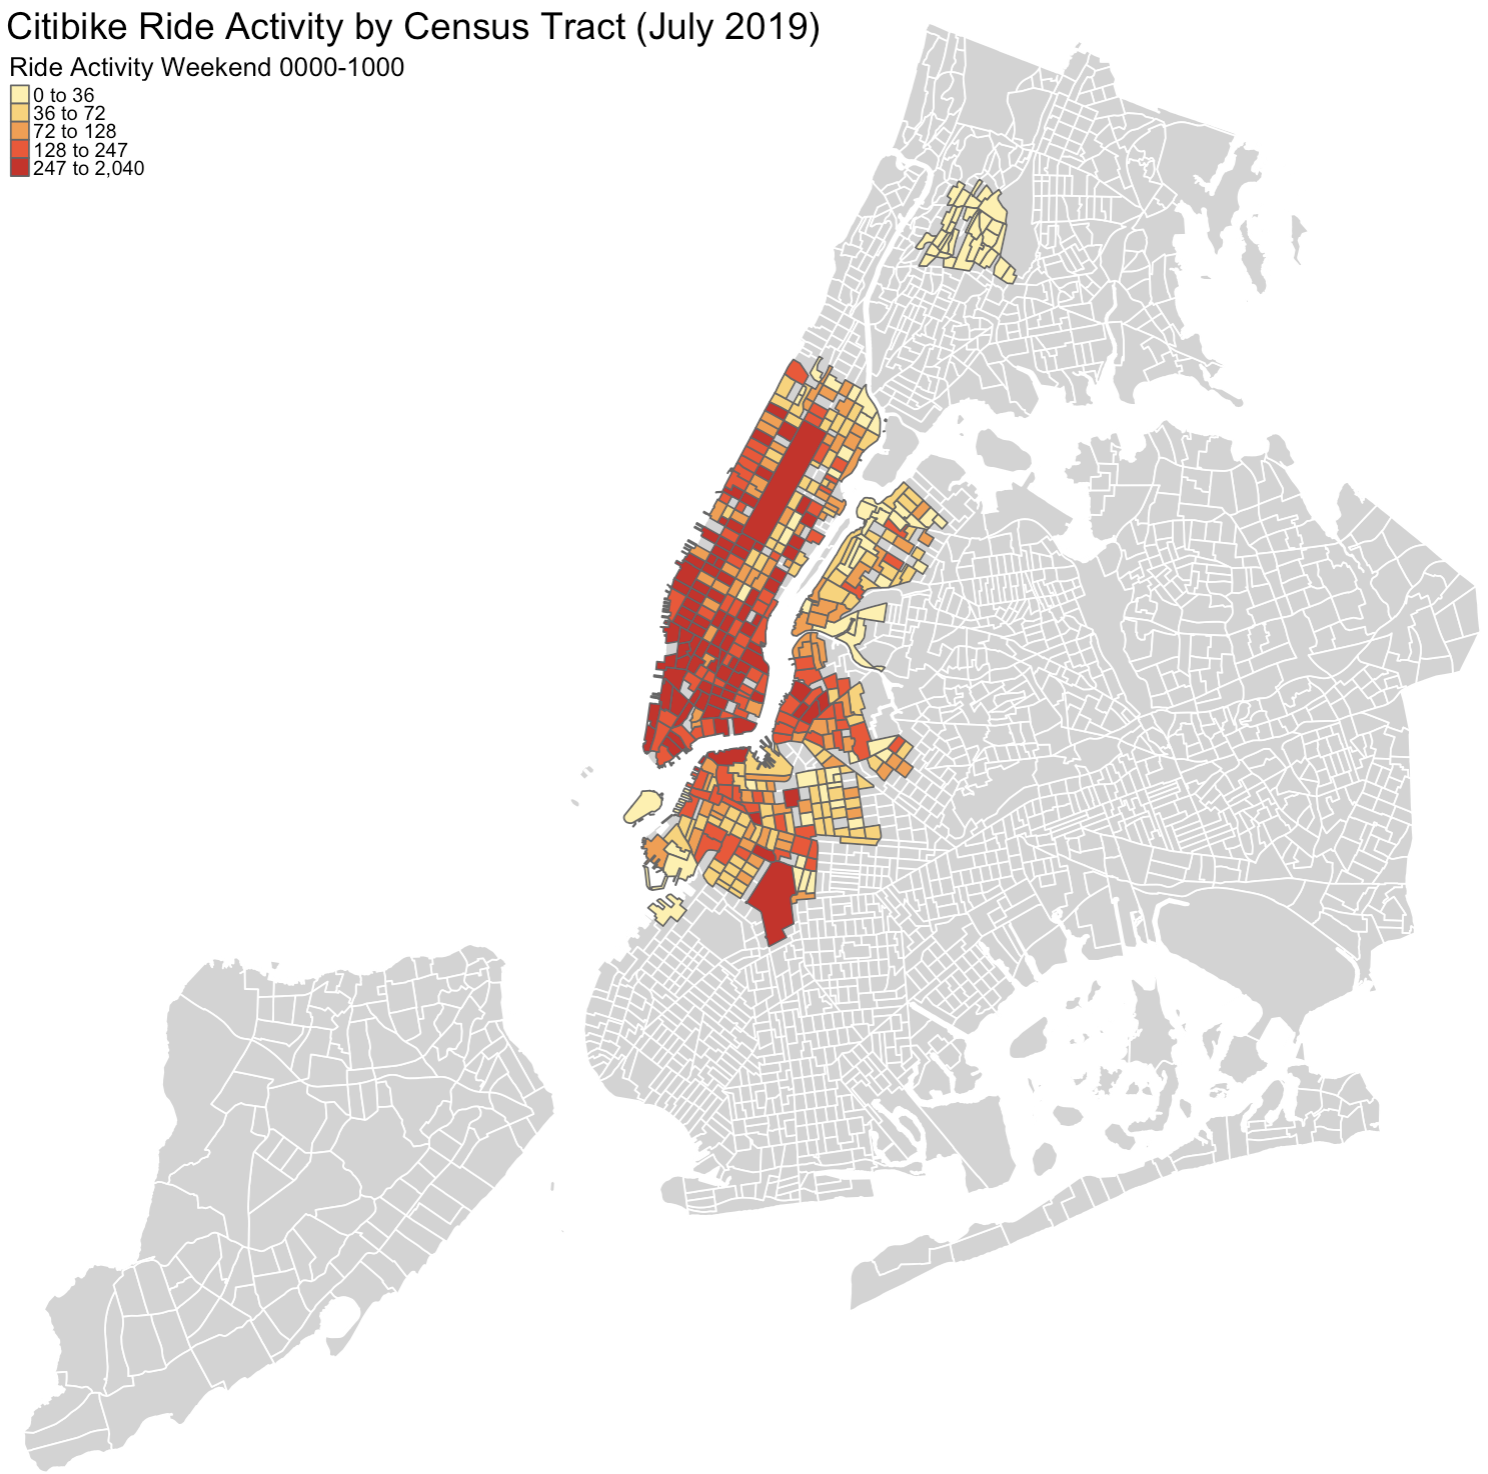 Citibike Ride Activity by Census Tract (July 2019)
Ride Activity Weekend 0000-1000
0 to 36
36 to 72
72 to 128
128 to 247
247 to 2,040